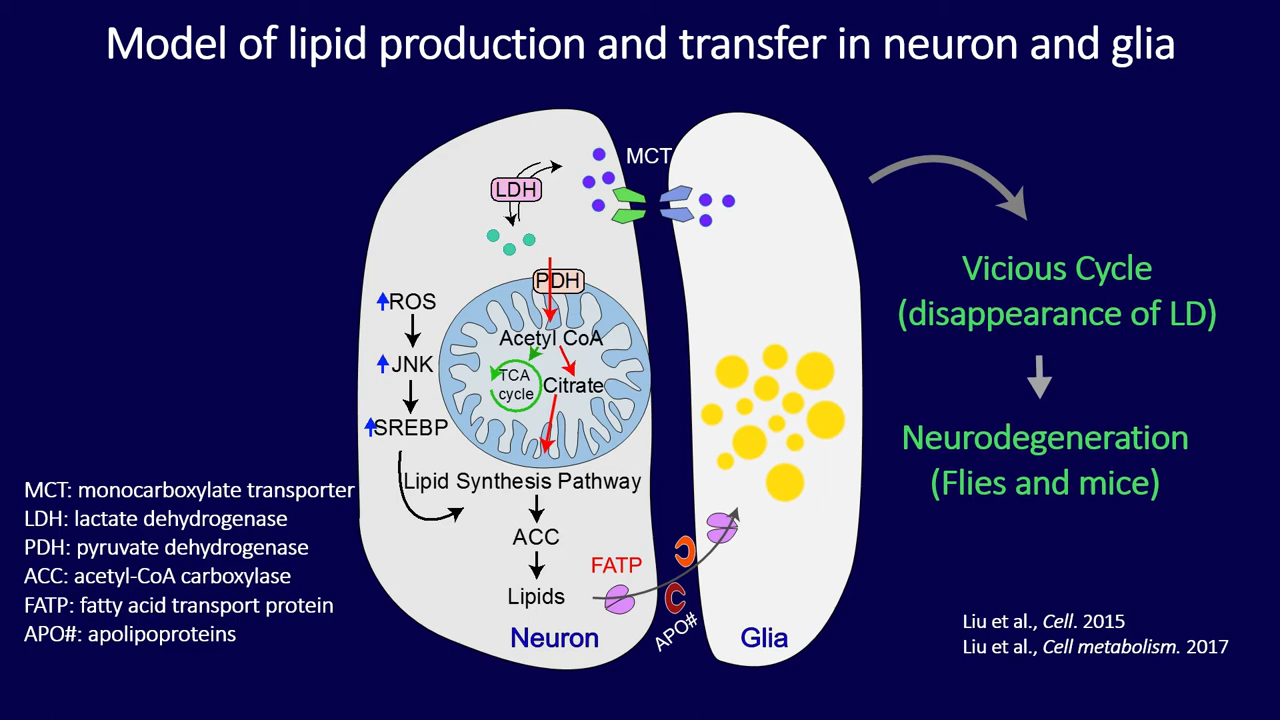 Model of lipid production and transfer in neuron and glia
MCT
LDH
PDH
ROS
Acetyl CoA
JNK
TCA
cycle
Citrate
SREBP
Lipid Synthesis Pathway
ACC
FATP
Lipids
APO#
Neuron
Glia
Vicious Cycle
(disappearance of LD)
Neurodegeneration
(Flies and mice)
MCT: monocarboxylate transporter
LDH: lactate dehydrogenase
PDH: pyruvate dehydrogenase
ACC: acetyl-CoA carboxylase
FATP: fatty acid transport protein
APO#: apolipoproteins
Liu et al., Cell. 2015
Liu et al., Cell metabolism. 2017